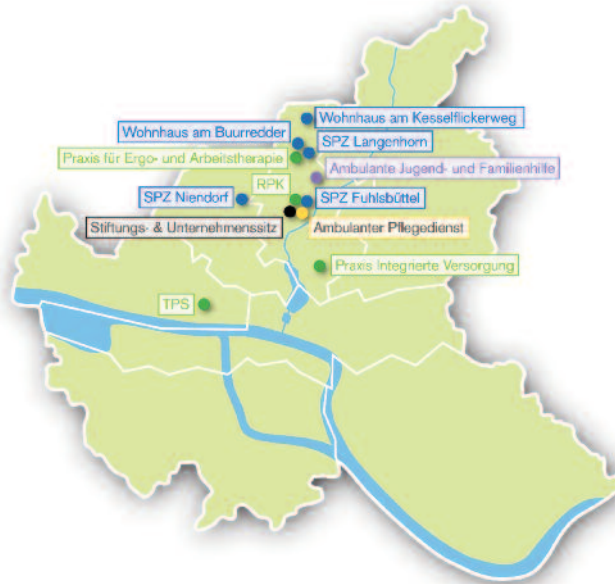 Wohnhaus am Kesselflickerweg
Wohnhaus am Buurredder
SPZ Langenhorn
Praxis für Ergo- und Arbeitstherapie
Ambulante Jugend- und Familienhilfe
RPK
SPZ Niendorf
SPZ Fuhlsbüttel
Stiftungs- & Unternehmenssitz
Ambulanter Pflegedienst
Praxis Integrierte Versorgung
TPS